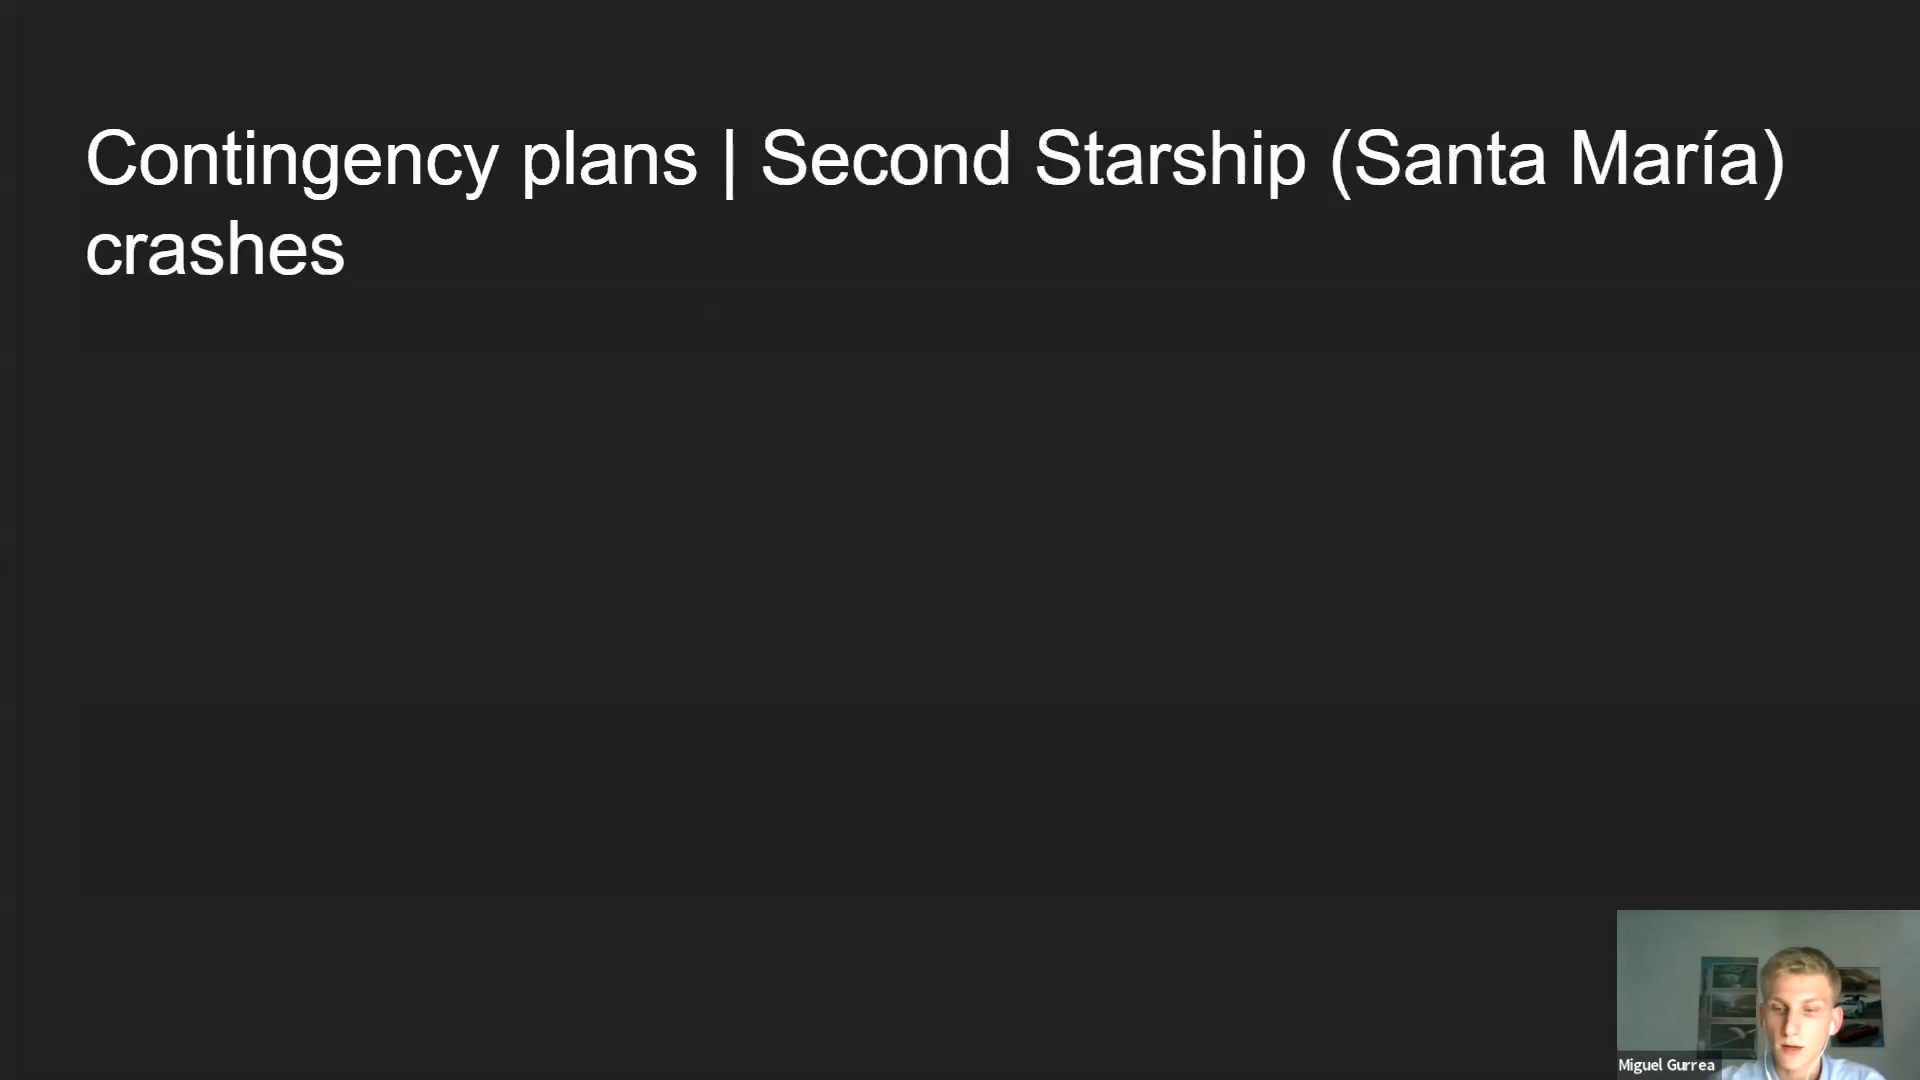 Contingency plans | Second Starship (Santa María)
crashes
Miguel Gurrea